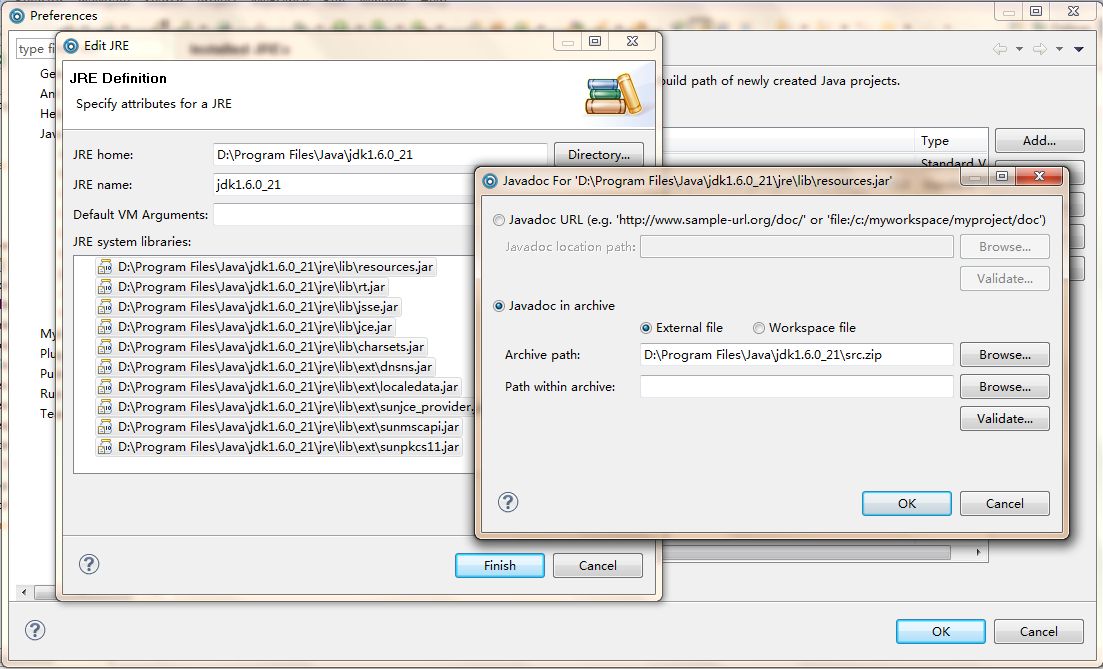 Preferences
type fi
Ge
An
He
Jav
My
Plu
Pu
Ru
Te
uild path of newly created Java projects.
Type
Standard V
Add...
OK
Cancel
Edit JRE
JRE Definition
Specify attributes for a JRE
JRE home:
D:\Program Files\Java\jdk1.6.0_21
Directory...
JRE name:
jdk1.6.0_21
Default VM Arguments:
JRE system libraries:
D:\Program Files\Java\jdk1.6.0_21\jre\lib\resources.jar
D:\Program Files\Java\jdk1.6.0_21\jre\lib\rt.jar
D:\Program Files\Java\jdk1.6.0_21\jre\lib\jsse.jar
D:\Program Files\Java\jdk1.6.0_21\jre\lib\jce.jar
D:\Program Files\Java\jdk1.6.0_21\jre\lib\charsets.jar
D:\Program Files\Java\jdk1.6.0_21\jre\lib\ext\dnsns.jar
D:\Program Files\Java\jdk1.6.0_21\jre\lib\ext\localedata.jar
D:\Program Files\Java\jdk1.6.0_21\jre\lib\ext\sunjce_provider.
D:\Program Files\Java\jdk1.6.0_21\jre\lib\ext\sunmscapi.jar
D:\Program Files\Java\jdk1.6.0_21\jre\lib\ext\sunpkcs11.jar
Finish
Cancel
Javadoc For 'D:\Program Files\Java\jdk1.6.0_21\jre\lib\resources.jar'
Javadoc URL (e.g. 'http://www.sample-url.org/doc/' or 'file:/c:/myworkspace/myproject/doc')
Javadoc location path:
Browse...
Validate...
Javadoc in archive
External file
Workspace file
Archive path:
D:\Program Files\Java\jdk1.6.0_21\src.zip
Browse...
Path within archive:
Browse...
Validate...
OK
Cancel